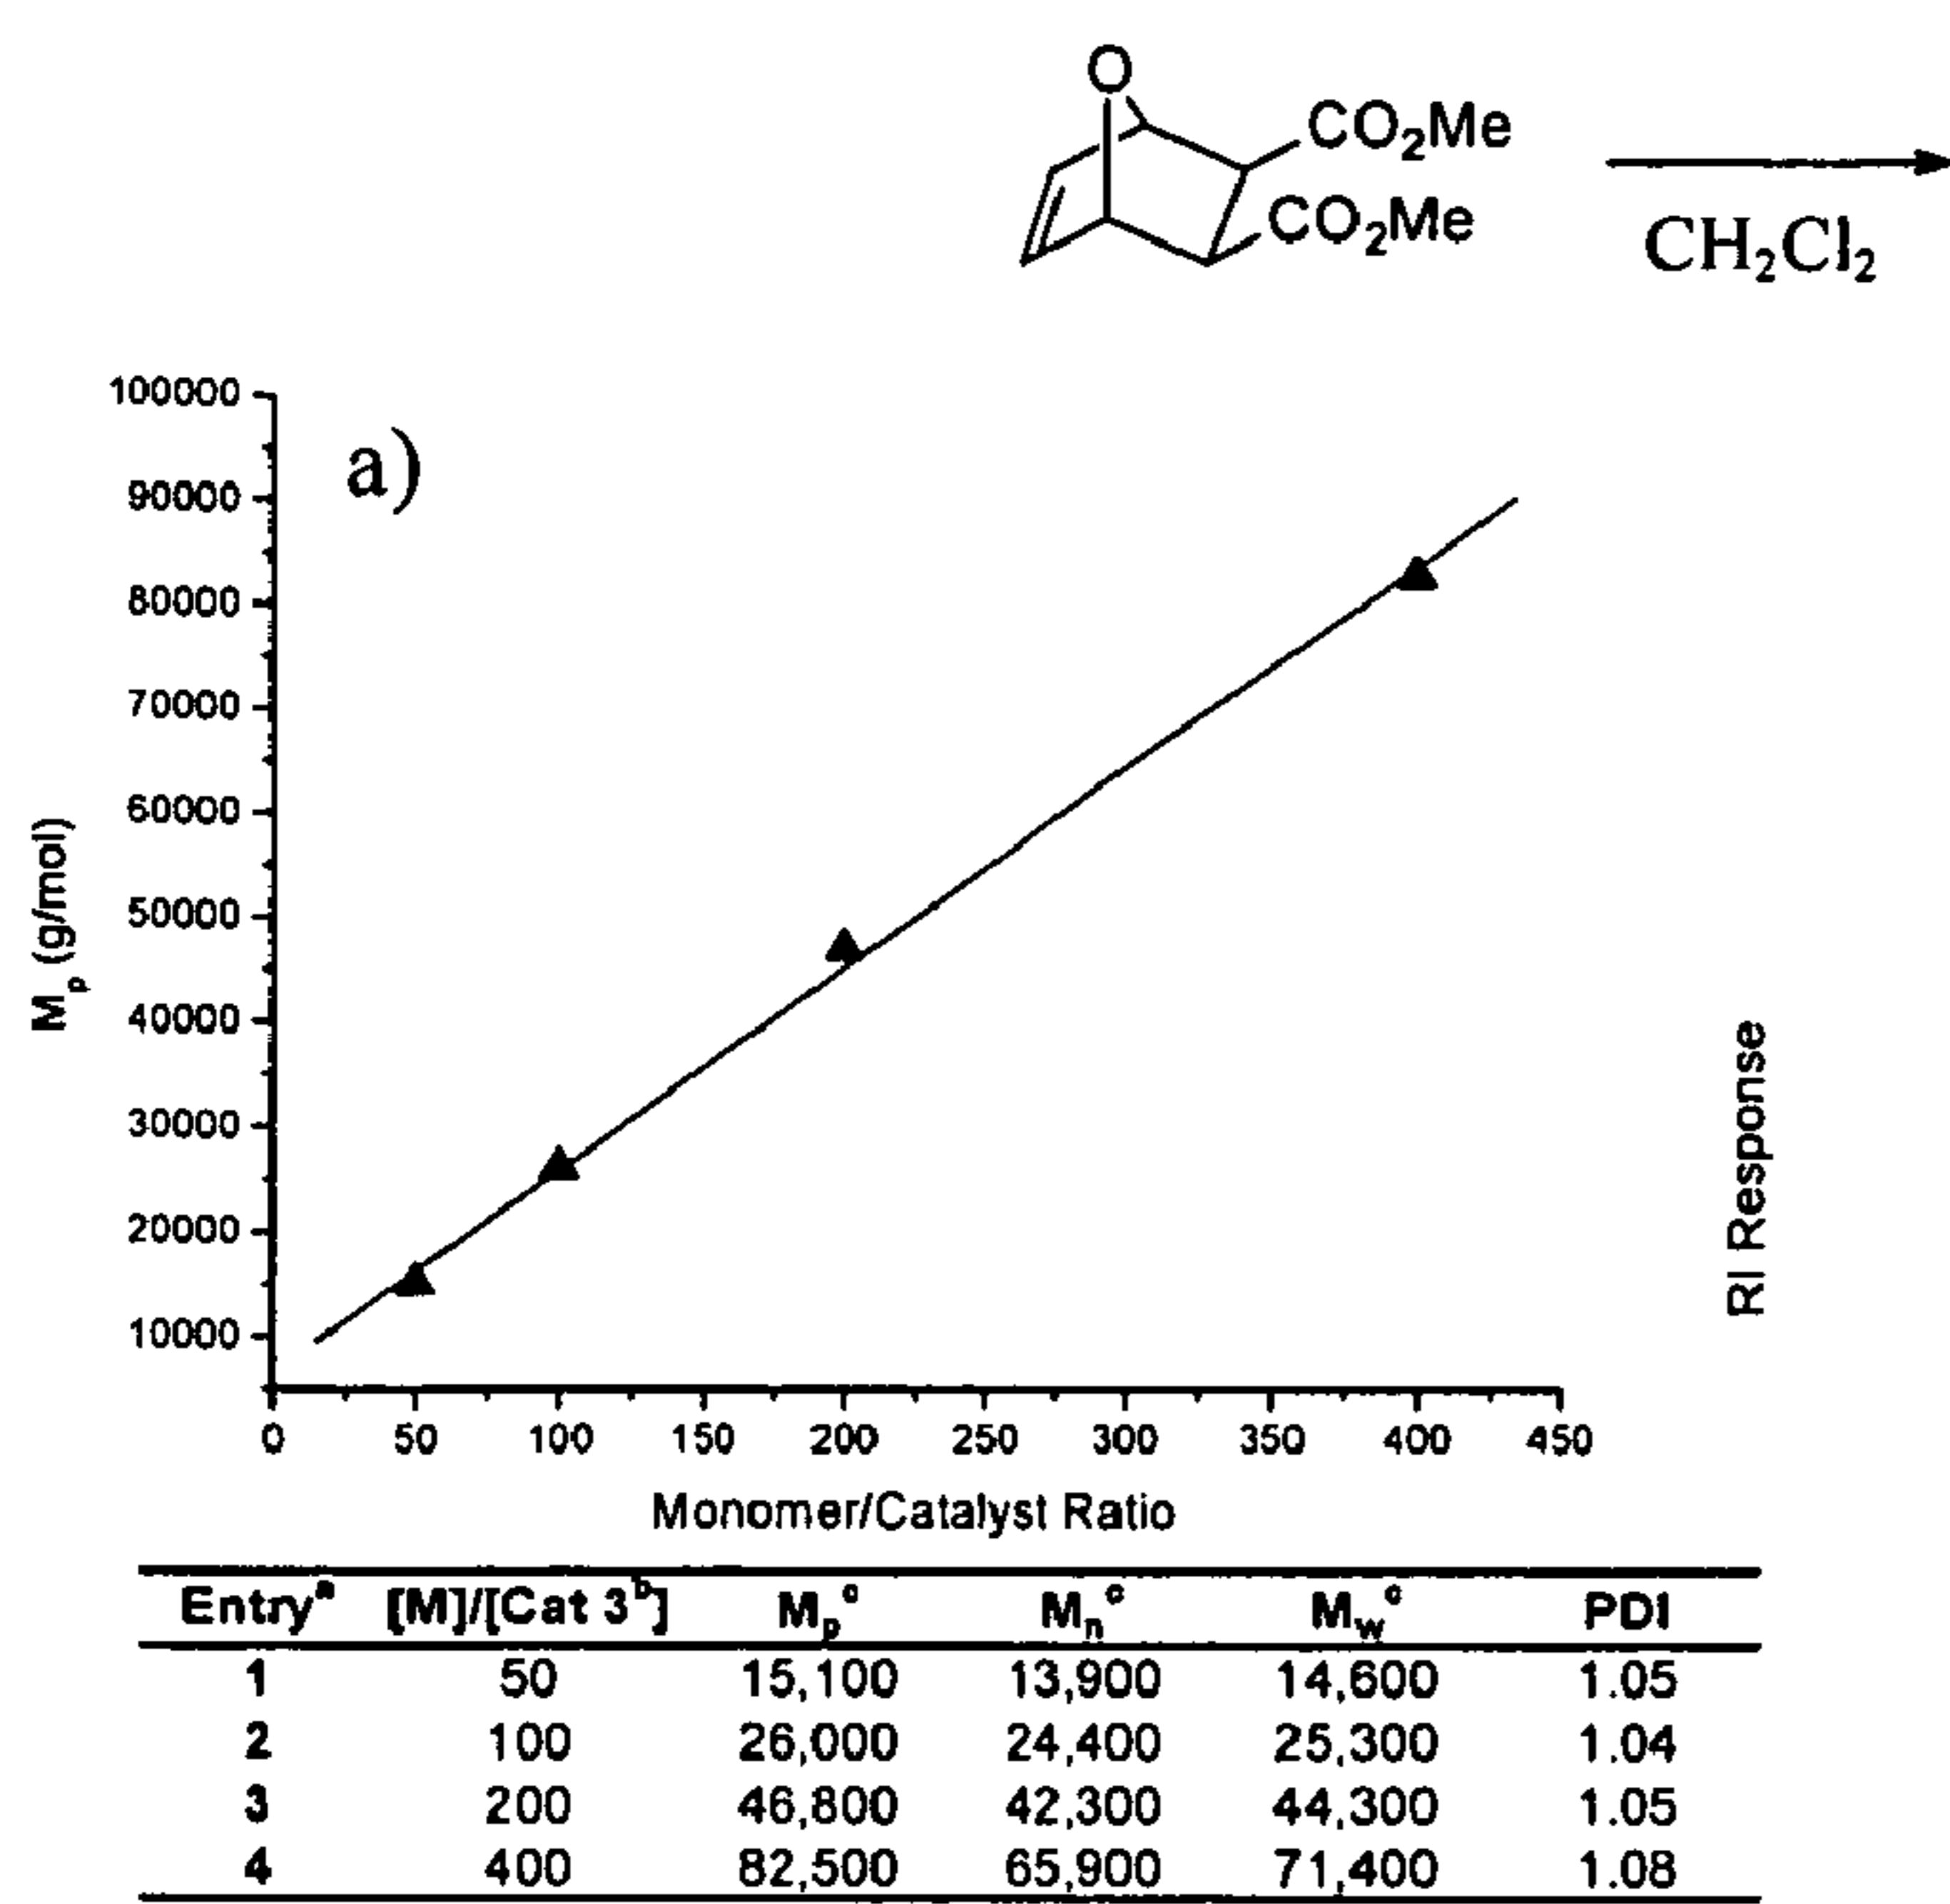 O
CO₂Me
CO₂Me
CH₂Cl₂
a)
100000
90000
80000
70000
60000
50000
40000
30000
20000
10000
Mₚ (g/mol)
RI Response
0 50 100 150 200 250 300 350 400 450
Monomer/Catalyst Ratio
Entryᵃ [M]/[Cat 3ᵇ] Mₚᶜ Mₙᶜ M_wᶜ PDI
1 50 15,100 13,900 14,600 1.05
2 100 26,000 24,400 25,300 1.04
3 200 46,800 42,300 44,300 1.05
4 400 82,500 65,900 71,400 1.08